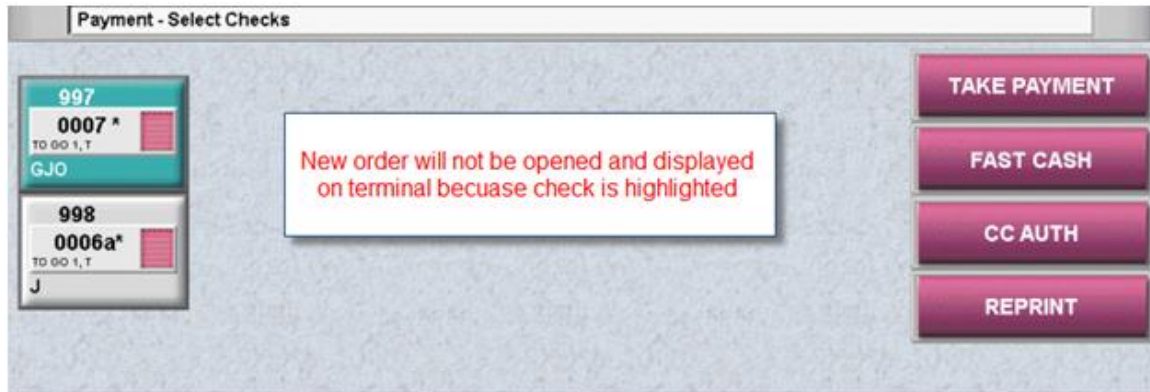 Payment - Select Checks
997
0007 *
TO GO 1, T
GJO
998
0006a*
TO GO 1, T
J
New order will not be opened and displayed
on terminal becuase check is highlighted
TAKE PAYMENT
FAST CASH
CC AUTH
REPRINT